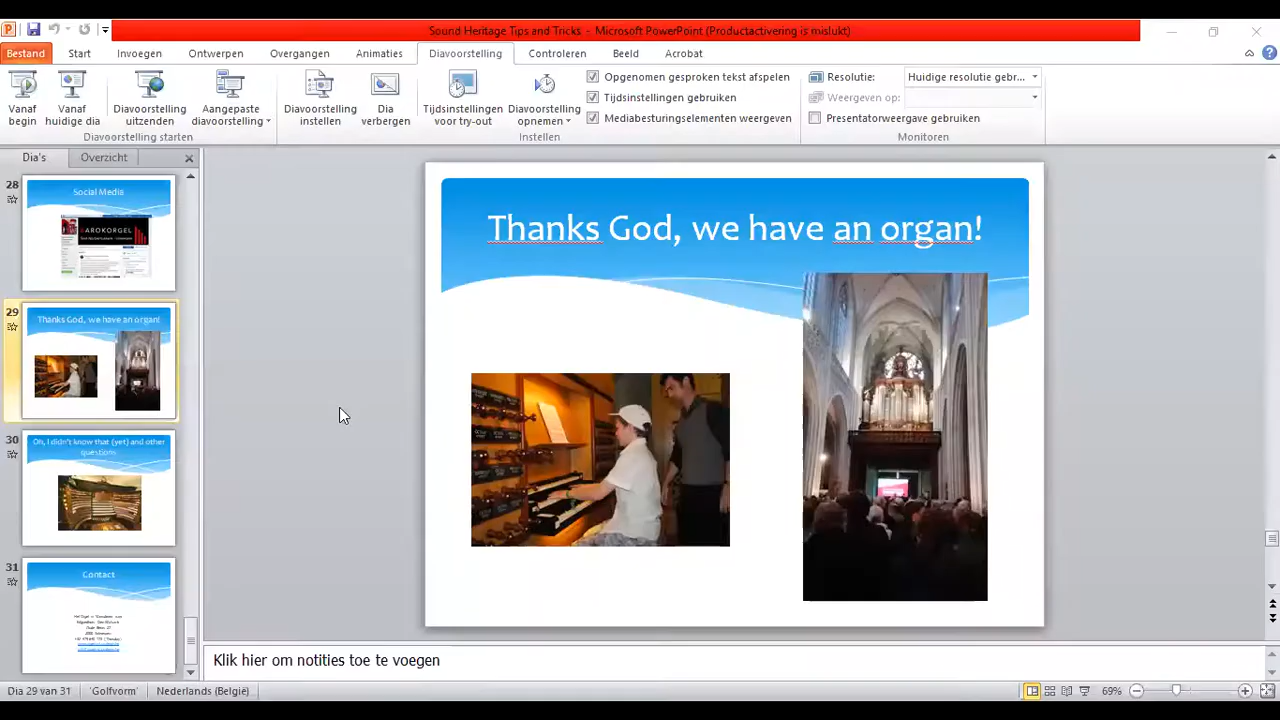 Sound Heritage Tips and Tricks - Microsoft PowerPoint (Productactivering is mislukt)
Bestand Start Invoegen Ontwerpen Overgangen Animaties Diavoorstelling Controleren Beeld Acrobat
Vanaf begin
Vanaf huidige dia
Diavoorstelling uitzenden
Aangepaste diavoorstelling
Diavoorstelling starten
Diavoorstelling instellen
Dia verbergen
Tijdsinstellingen voor try-out
Diavoorstelling opnemen
Opgenomen gesproken tekst afspelen
Tijdsinstellingen gebruiken
Mediabesturingselementen weergeven
Instellen
Resolutie: Huidige resolutie gebr...
Weergeven op:
Presentatorweergave gebruiken
Monitoren
Dia's Overzicht
28
Social Media
BAROKORGEL
29
Thanks God, we have an organ!
30
Oh, I didn't know that (yet) and other
questions
31
Contact
Thanks God, we have an organ!
Klik hier om notities toe te voegen
Dia 29 van 31 'Golfvorm' Nederlands (België) 69%